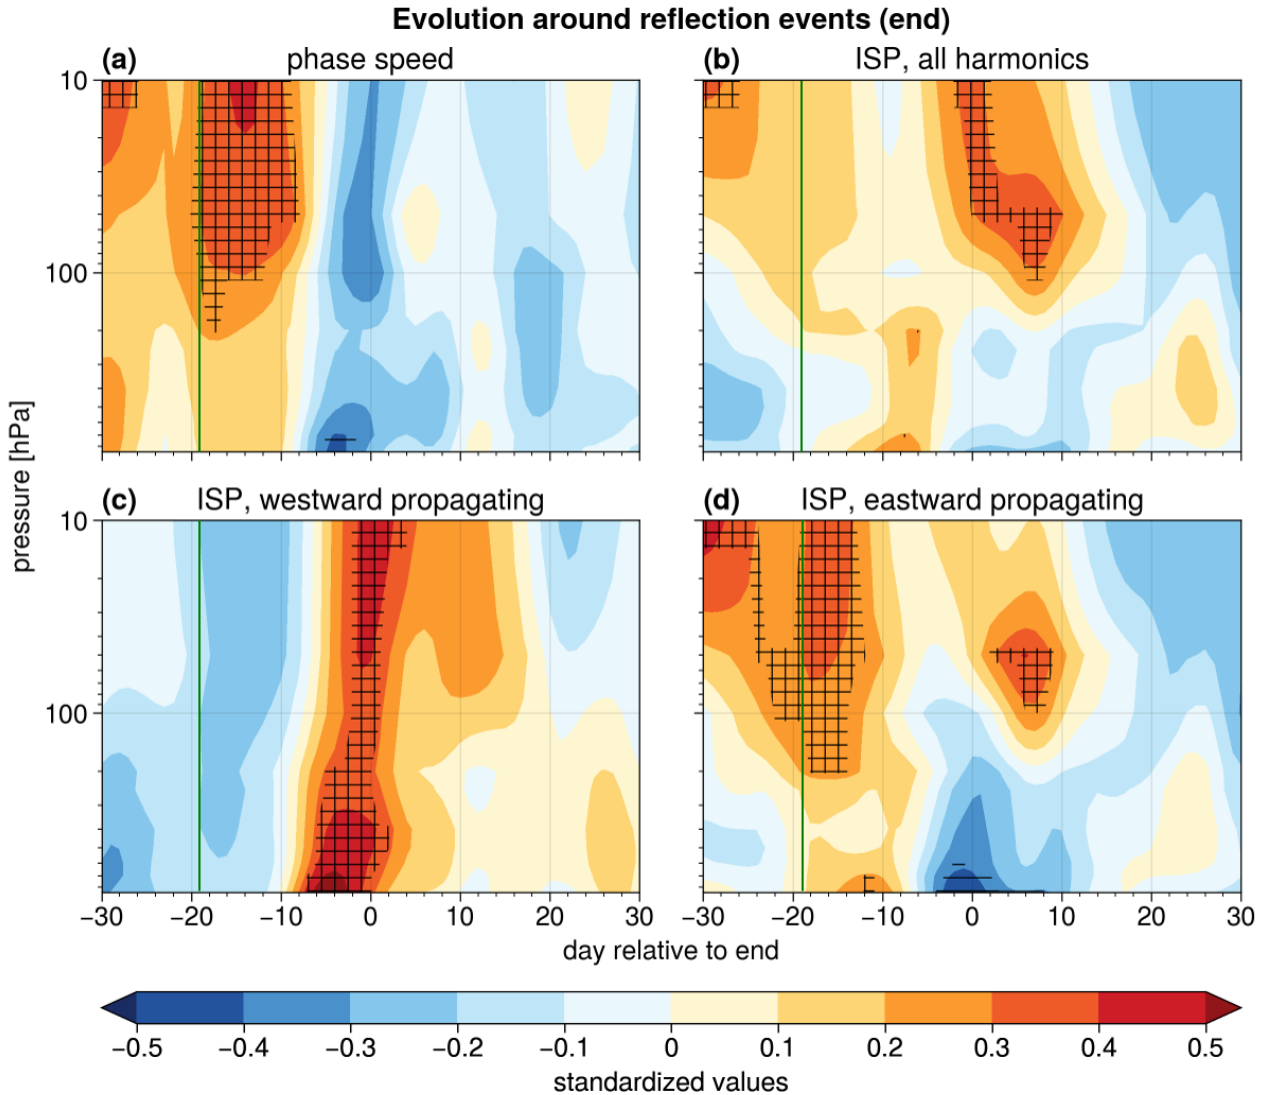 Evolution around reflection events (end)
(a) phase speed
(b) ISP, all harmonics
10
100
pressure [hPa]
(c) ISP, westward propagating
(d) ISP, eastward propagating
10
100
−30 −20 −10 0 10 20 30
−30 −20 −10 0 10 20 30
day relative to end
−0.5 −0.4 −0.3 −0.2 −0.1 0 0.1 0.2 0.3 0.4 0.5
standardized values